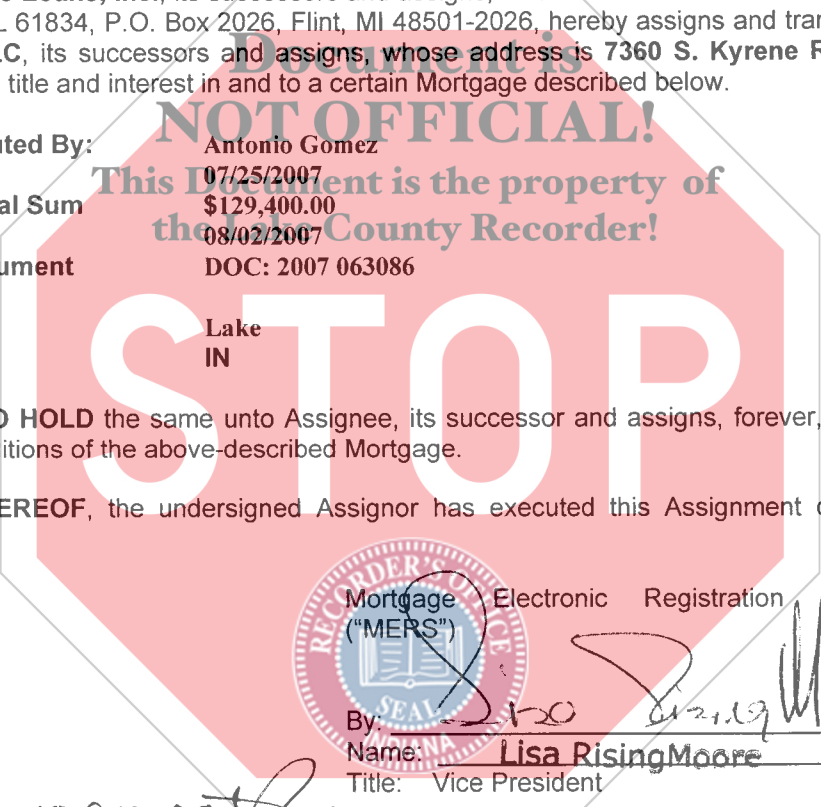 L 61834, P.O. Box 2026, Flint, MI 48501-2026, hereby assigns and tran
C, its successors and assigns, whose address is 7360 S. Kyrene R
Document is
title and interest in and to a certain Mortgage described below.
NOT OFFICIAL!
uted By: Antonio Gomez
07/25/2007
This Document is the property of
al Sum $129,400.00
the Lake County Recorder!
08/02/2007
ument DOC: 2007 063086
Lake
IN
STOP
O HOLD the same unto Assignee, its successor and assigns, forever,
itions of the above-described Mortgage.
EREOF, the undersigned Assignor has executed this Assignment o
RECORDER'S OFFICE
SEAL
INDIANA
Mortgage Electronic Registration
("MERS")
By:
Name: Lisa RisingMoore
Title: Vice President